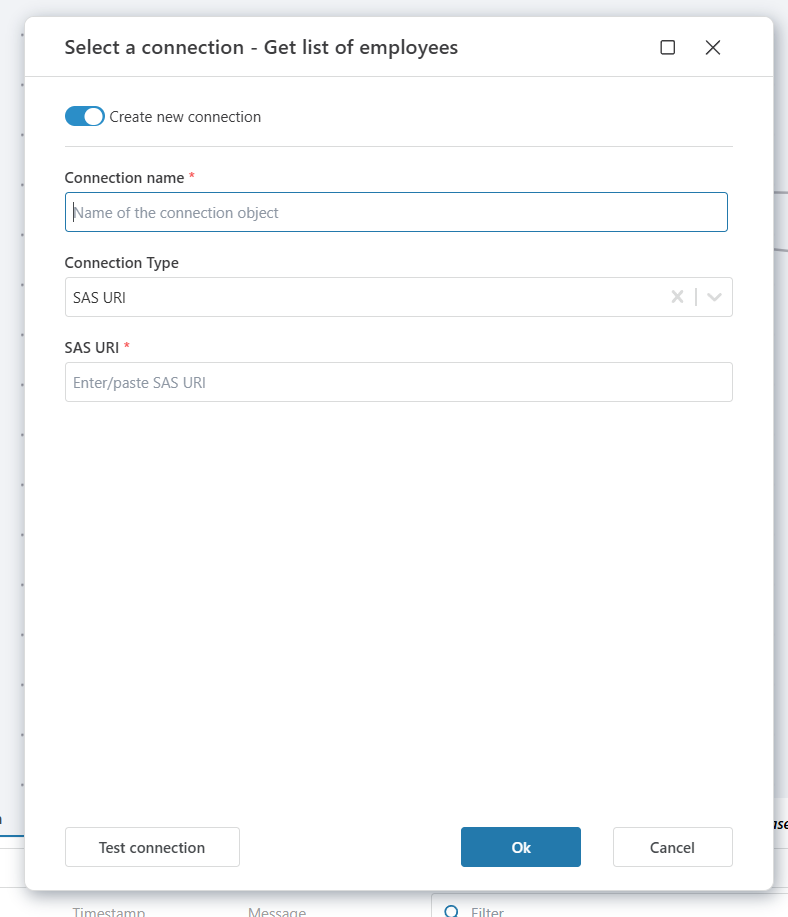 Select a connection - Get list of employees
Create new connection
Connection name *
Name of the connection object
Connection Type
SAS URI
SAS URI *
Enter/paste SAS URI
Test connection
Ok
Cancel
Timestamp
Message
Filter